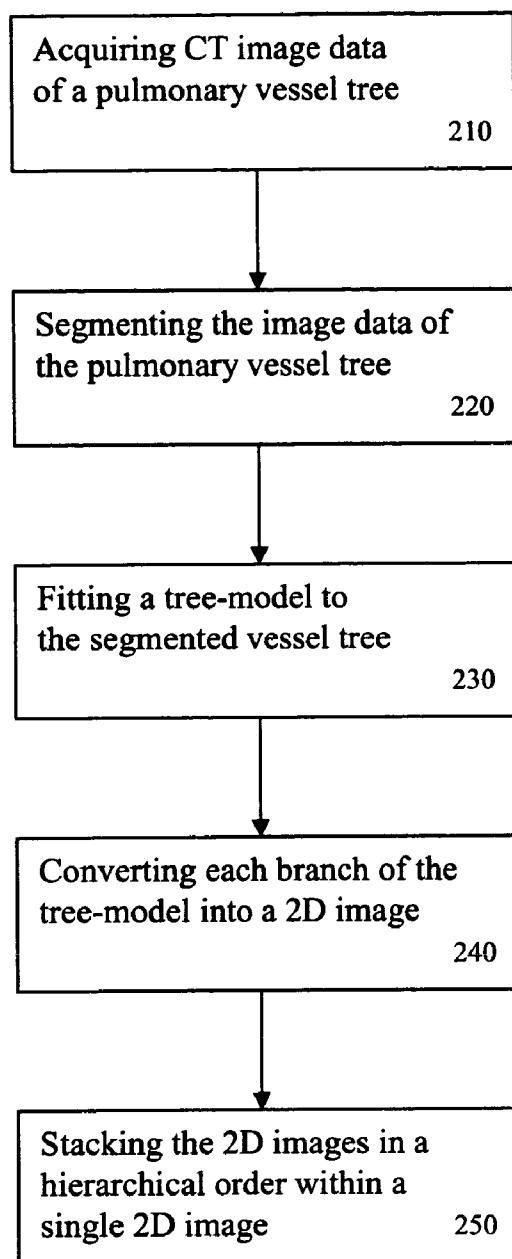 Acquiring CT image data
of a pulmonary vessel tree
210
Segmenting the image data of
the pulmonary vessel tree
220
Fitting a tree-model to
the segmented vessel tree
230
Converting each branch of the
tree-model into a 2D image
240
Stacking the 2D images in a
hierarchical order within a
single 2D image 250